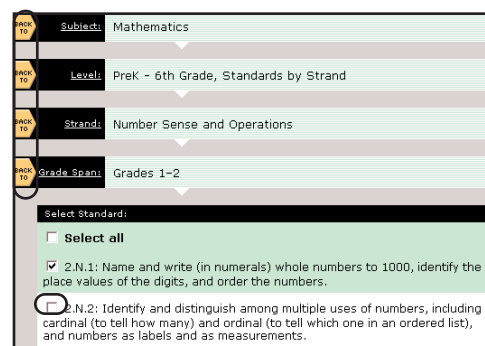 BACK TO Subject: Mathematics
BACK TO Level: PreK - 6th Grade, Standards by Strand
BACK TO Strand: Number Sense and Operations
BACK TO Grade Span: Grades 1-2
Select Standard:
Select all
2.N.1: Name and write (in numerals) whole numbers to 1000, identify the
place values of the digits, and order the numbers.
2.N.2: Identify and distinguish among multiple uses of numbers, including
cardinal (to tell how many) and ordinal (to tell which one in an ordered list),
and numbers as labels and as measurements.